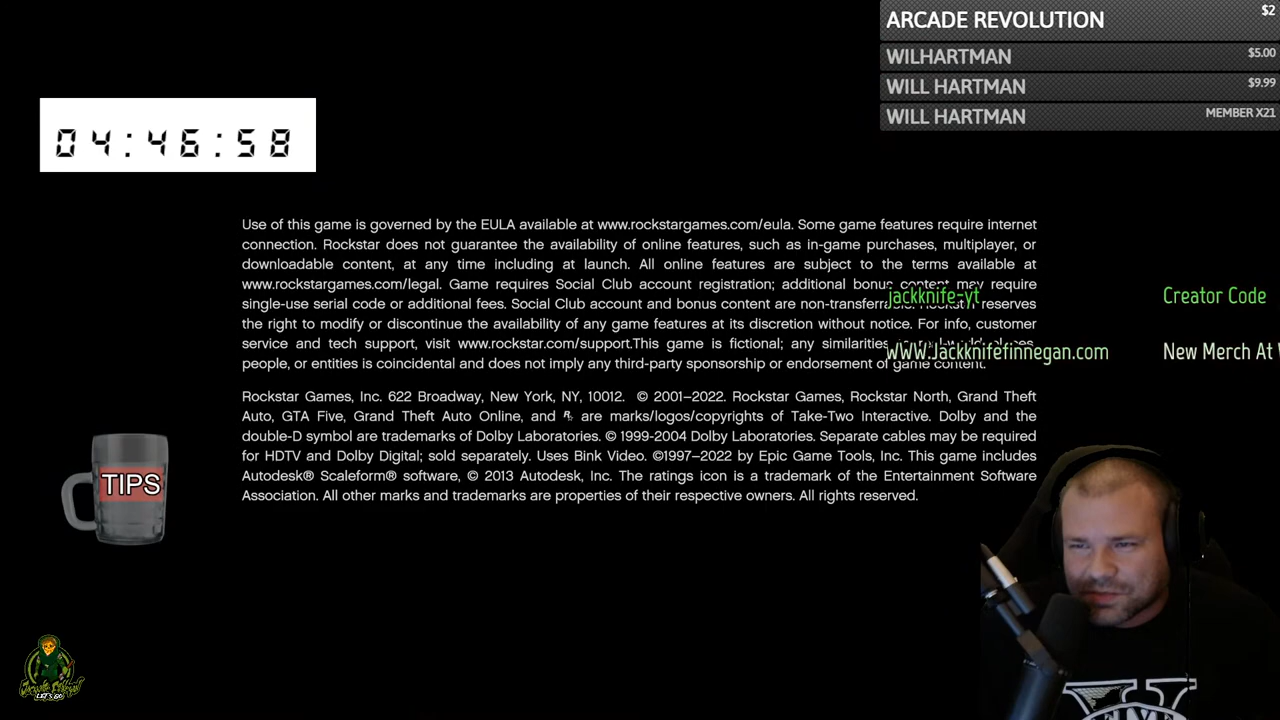 ARCADE REVOLUTION $2
WILHARTMAN $5.00
WILL HARTMAN $9.99
WILL HARTMAN MEMBER X21
04:46:58
Use of this game is governed by the EULA available at www.rockstargames.com/eula. Some game features require internet
connection. Rockstar does not guarantee the availability of online features, such as in-game purchases, multiplayer, or
downloadable content, at any time including at launch. All online features are subject to the terms available at
www.rockstargames.com/legal. Game requires Social Club account registration; additional bonus content may require
single-use serial code or additional fees. Social Club account and bonus content are non-transferrable. Rockstar reserves
the right to modify or discontinue the availability of any game features at its discretion without notice. For info, customer
service and tech support, visit www.rockstar.com/support.This game is fictional; any similarities
people, or entities is coincidental and does not imply any third-party sponsorship or endorsement of game content.
jackknife-yt Creator Code
www.Jackknifefinnegan.com New Merch At
Rockstar Games, Inc. 622 Broadway, New York, NY, 10012. © 2001–2022. Rockstar Games, Rockstar North, Grand Theft
Auto, GTA Five, Grand Theft Auto Online, and R* are marks/logos/copyrights of Take-Two Interactive. Dolby and the
double-D symbol are trademarks of Dolby Laboratories. © 1999-2004 Dolby Laboratories. Separate cables may be required
for HDTV and Dolby Digital; sold separately. Uses Bink Video. ©1997–2022 by Epic Game Tools, Inc. This game includes
Autodesk® Scaleform® software, © 2013 Autodesk, Inc. The ratings icon is a trademark of the Entertainment Software
Association. All other marks and trademarks are properties of their respective owners. All rights reserved.
TIPS
LET'S GO